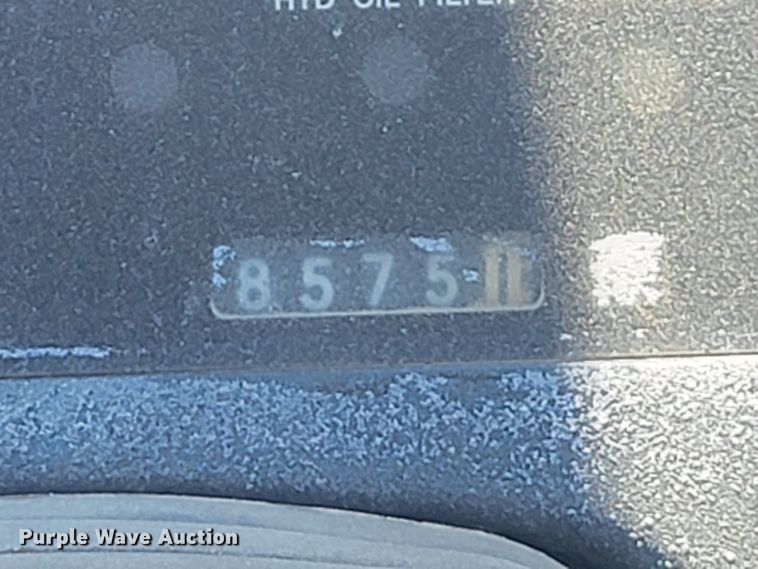 HYD OIL FILTER
8575
Purple Wave Auction